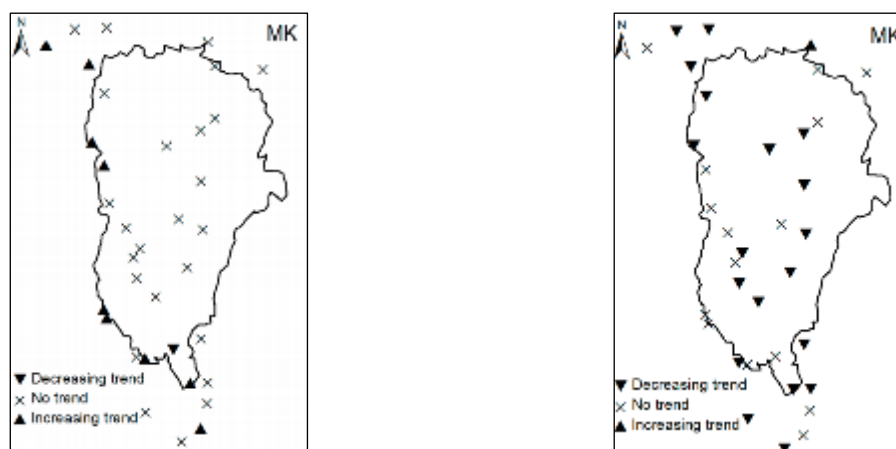 N
MK
▼ Decreasing trend
× No trend
▲ Increasing trend
N
MK
▼ Decreasing trend
× No trend
▲ Increasing trend